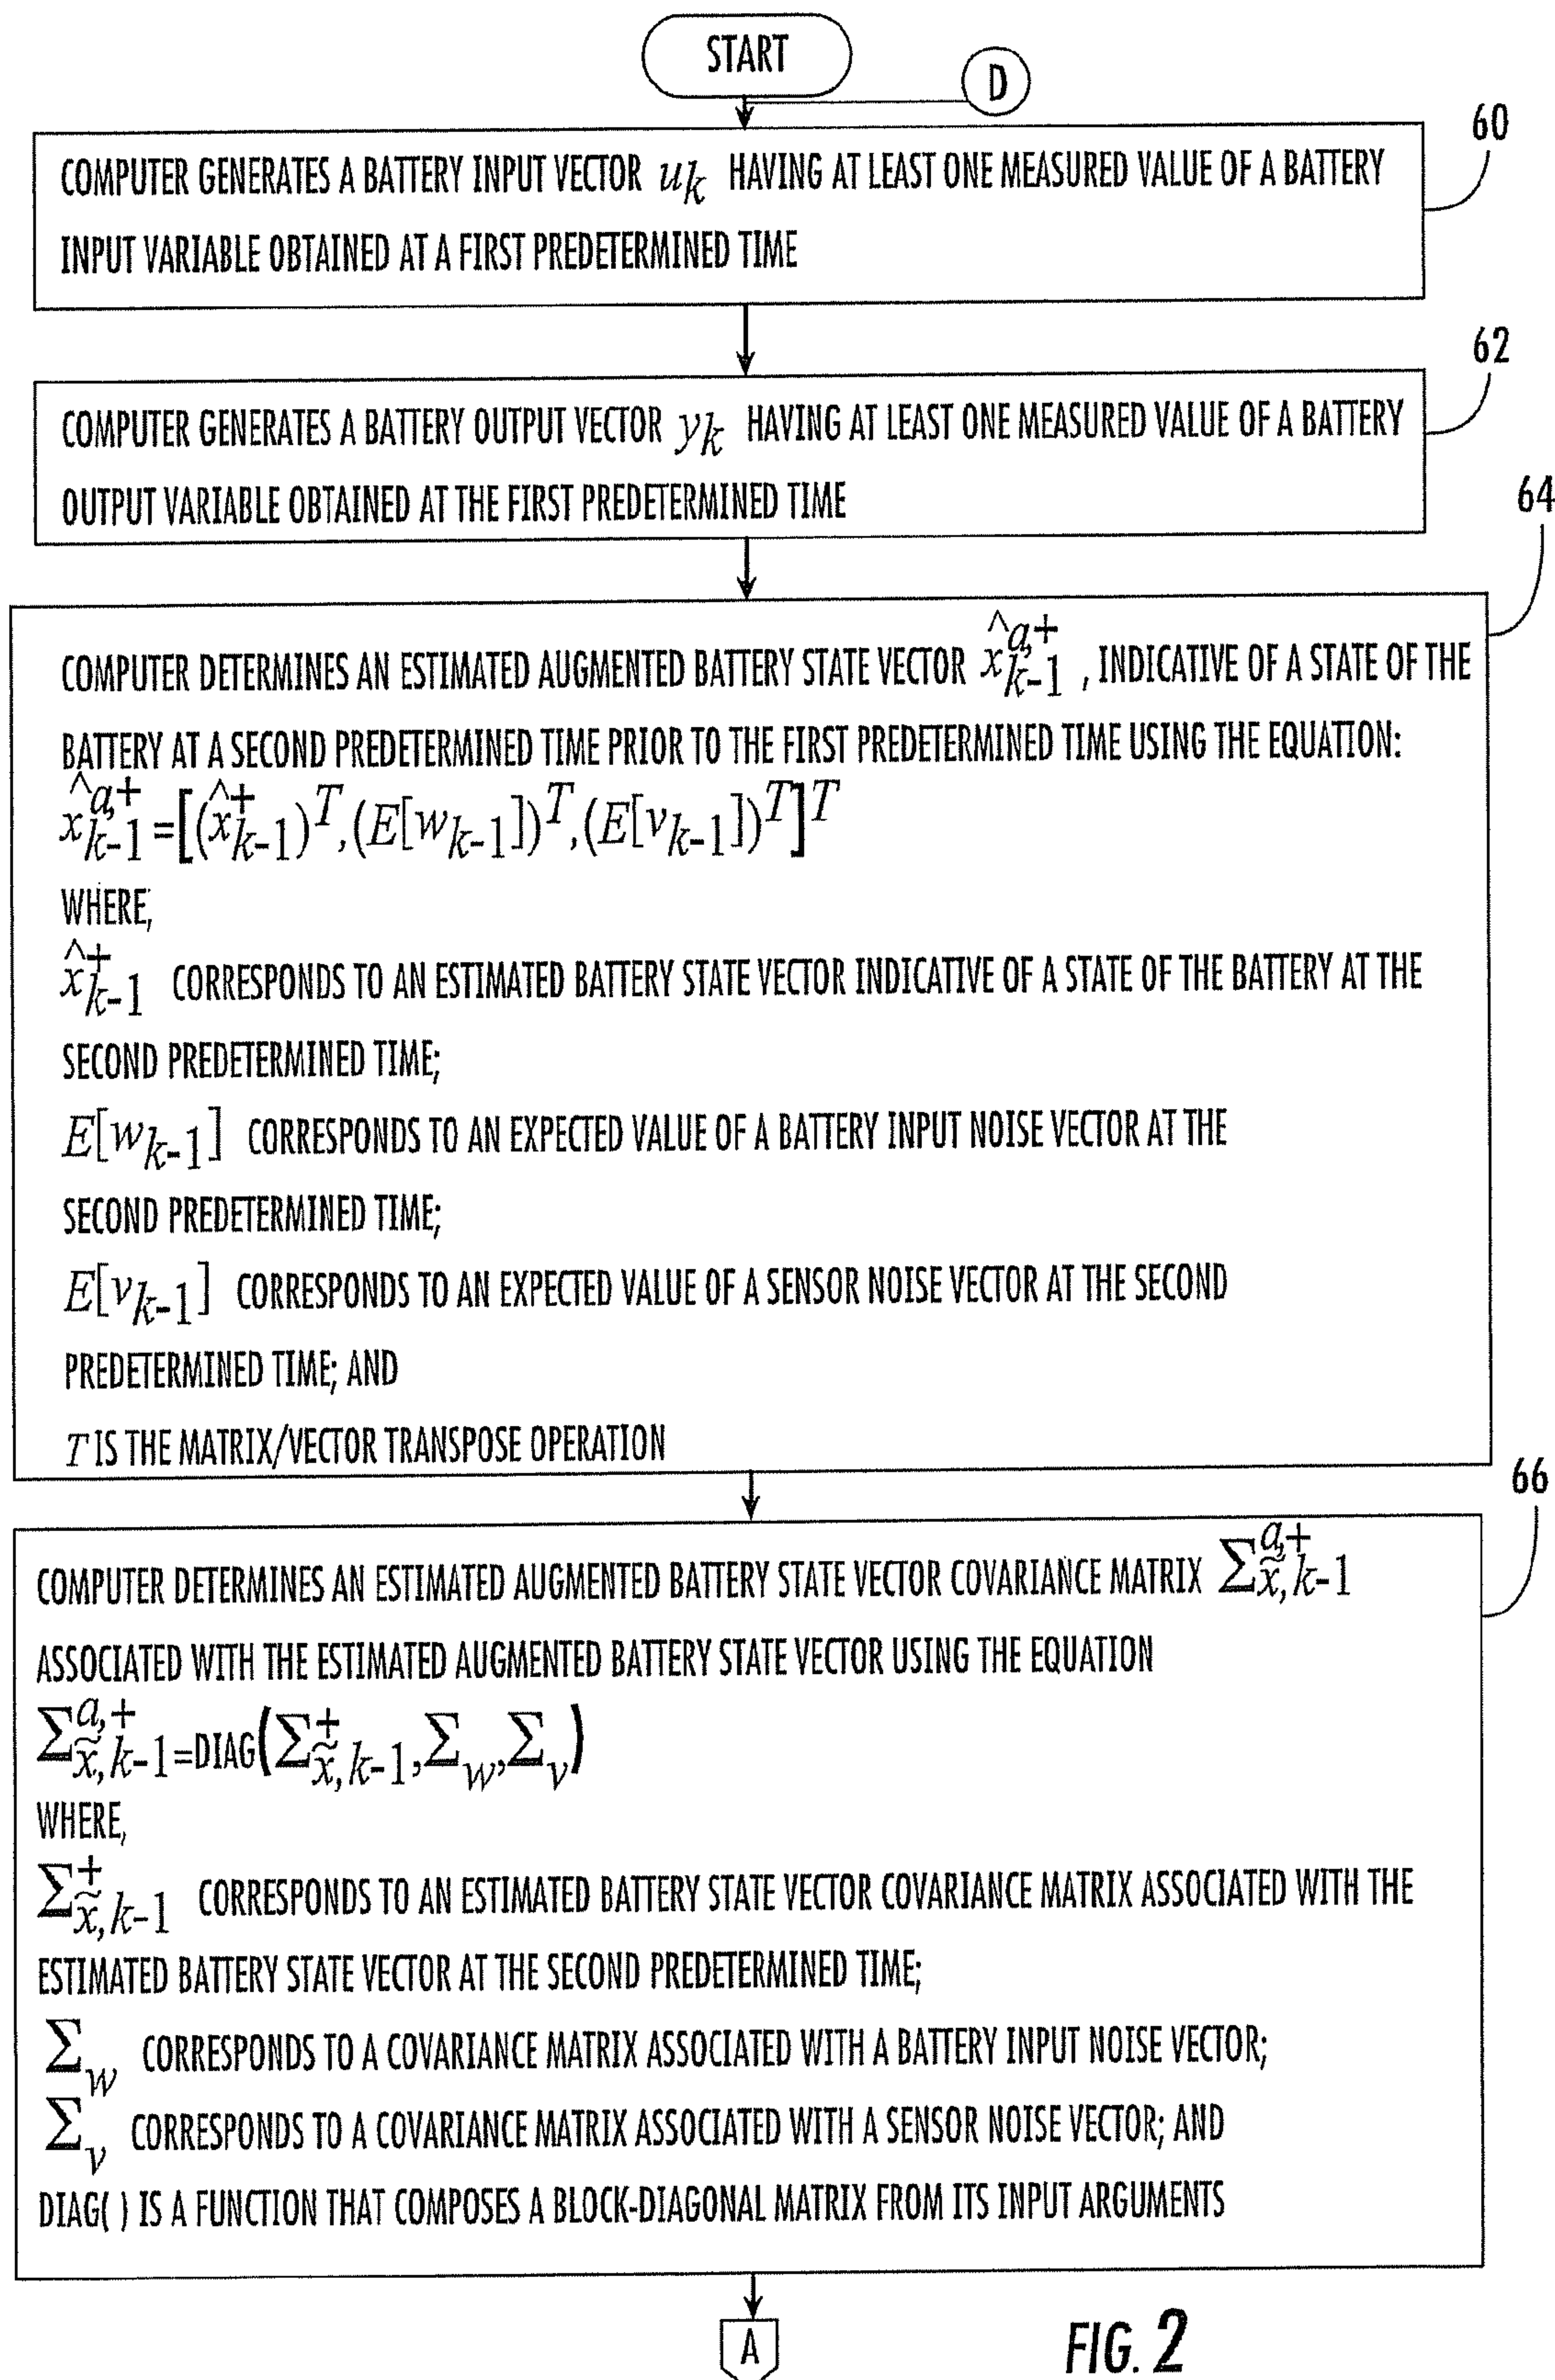 START
D
60
COMPUTER GENERATES A BATTERY INPUT VECTOR u_k HAVING AT LEAST ONE MEASURED VALUE OF A BATTERY
INPUT VARIABLE OBTAINED AT A FIRST PREDETERMINED TIME
62
COMPUTER GENERATES A BATTERY OUTPUT VECTOR y_k HAVING AT LEAST ONE MEASURED VALUE OF A BATTERY
OUTPUT VARIABLE OBTAINED AT THE FIRST PREDETERMINED TIME
64
COMPUTER DETERMINES AN ESTIMATED AUGMENTED BATTERY STATE VECTOR \hat{x}_{k-1}^{a,+} , INDICATIVE OF A STATE OF THE
BATTERY AT A SECOND PREDETERMINED TIME PRIOR TO THE FIRST PREDETERMINED TIME USING THE EQUATION:
\hat{x}_{k-1}^{a,+}=[(\hat{x}_{k-1}^{+})^T,(E[w_{k-1}])^T,(E[v_{k-1}])^T]^T
WHERE,
\hat{x}_{k-1}^{+} CORRESPONDS TO AN ESTIMATED BATTERY STATE VECTOR INDICATIVE OF A STATE OF THE BATTERY AT THE
SECOND PREDETERMINED TIME;
E[w_{k-1}] CORRESPONDS TO AN EXPECTED VALUE OF A BATTERY INPUT NOISE VECTOR AT THE
SECOND PREDETERMINED TIME;
E[v_{k-1}] CORRESPONDS TO AN EXPECTED VALUE OF A SENSOR NOISE VECTOR AT THE SECOND
PREDETERMINED TIME; AND
T IS THE MATRIX/VECTOR TRANSPOSE OPERATION
66
COMPUTER DETERMINES AN ESTIMATED AUGMENTED BATTERY STATE VECTOR COVARIANCE MATRIX Σ_{\tilde{x},k-1}^{a,+}
ASSOCIATED WITH THE ESTIMATED AUGMENTED BATTERY STATE VECTOR USING THE EQUATION
Σ_{\tilde{x},k-1}^{a,+}=DIAG(Σ_{\tilde{x},k-1}^{+},Σ_w,Σ_v)
WHERE,
Σ_{\tilde{x},k-1}^{+} CORRESPONDS TO AN ESTIMATED BATTERY STATE VECTOR COVARIANCE MATRIX ASSOCIATED WITH THE
ESTIMATED BATTERY STATE VECTOR AT THE SECOND PREDETERMINED TIME;
Σ_w CORRESPONDS TO A COVARIANCE MATRIX ASSOCIATED WITH A BATTERY INPUT NOISE VECTOR;
Σ_v CORRESPONDS TO A COVARIANCE MATRIX ASSOCIATED WITH A SENSOR NOISE VECTOR; AND
DIAG( ) IS A FUNCTION THAT COMPOSES A BLOCK-DIAGONAL MATRIX FROM ITS INPUT ARGUMENTS
A
FIG. 2